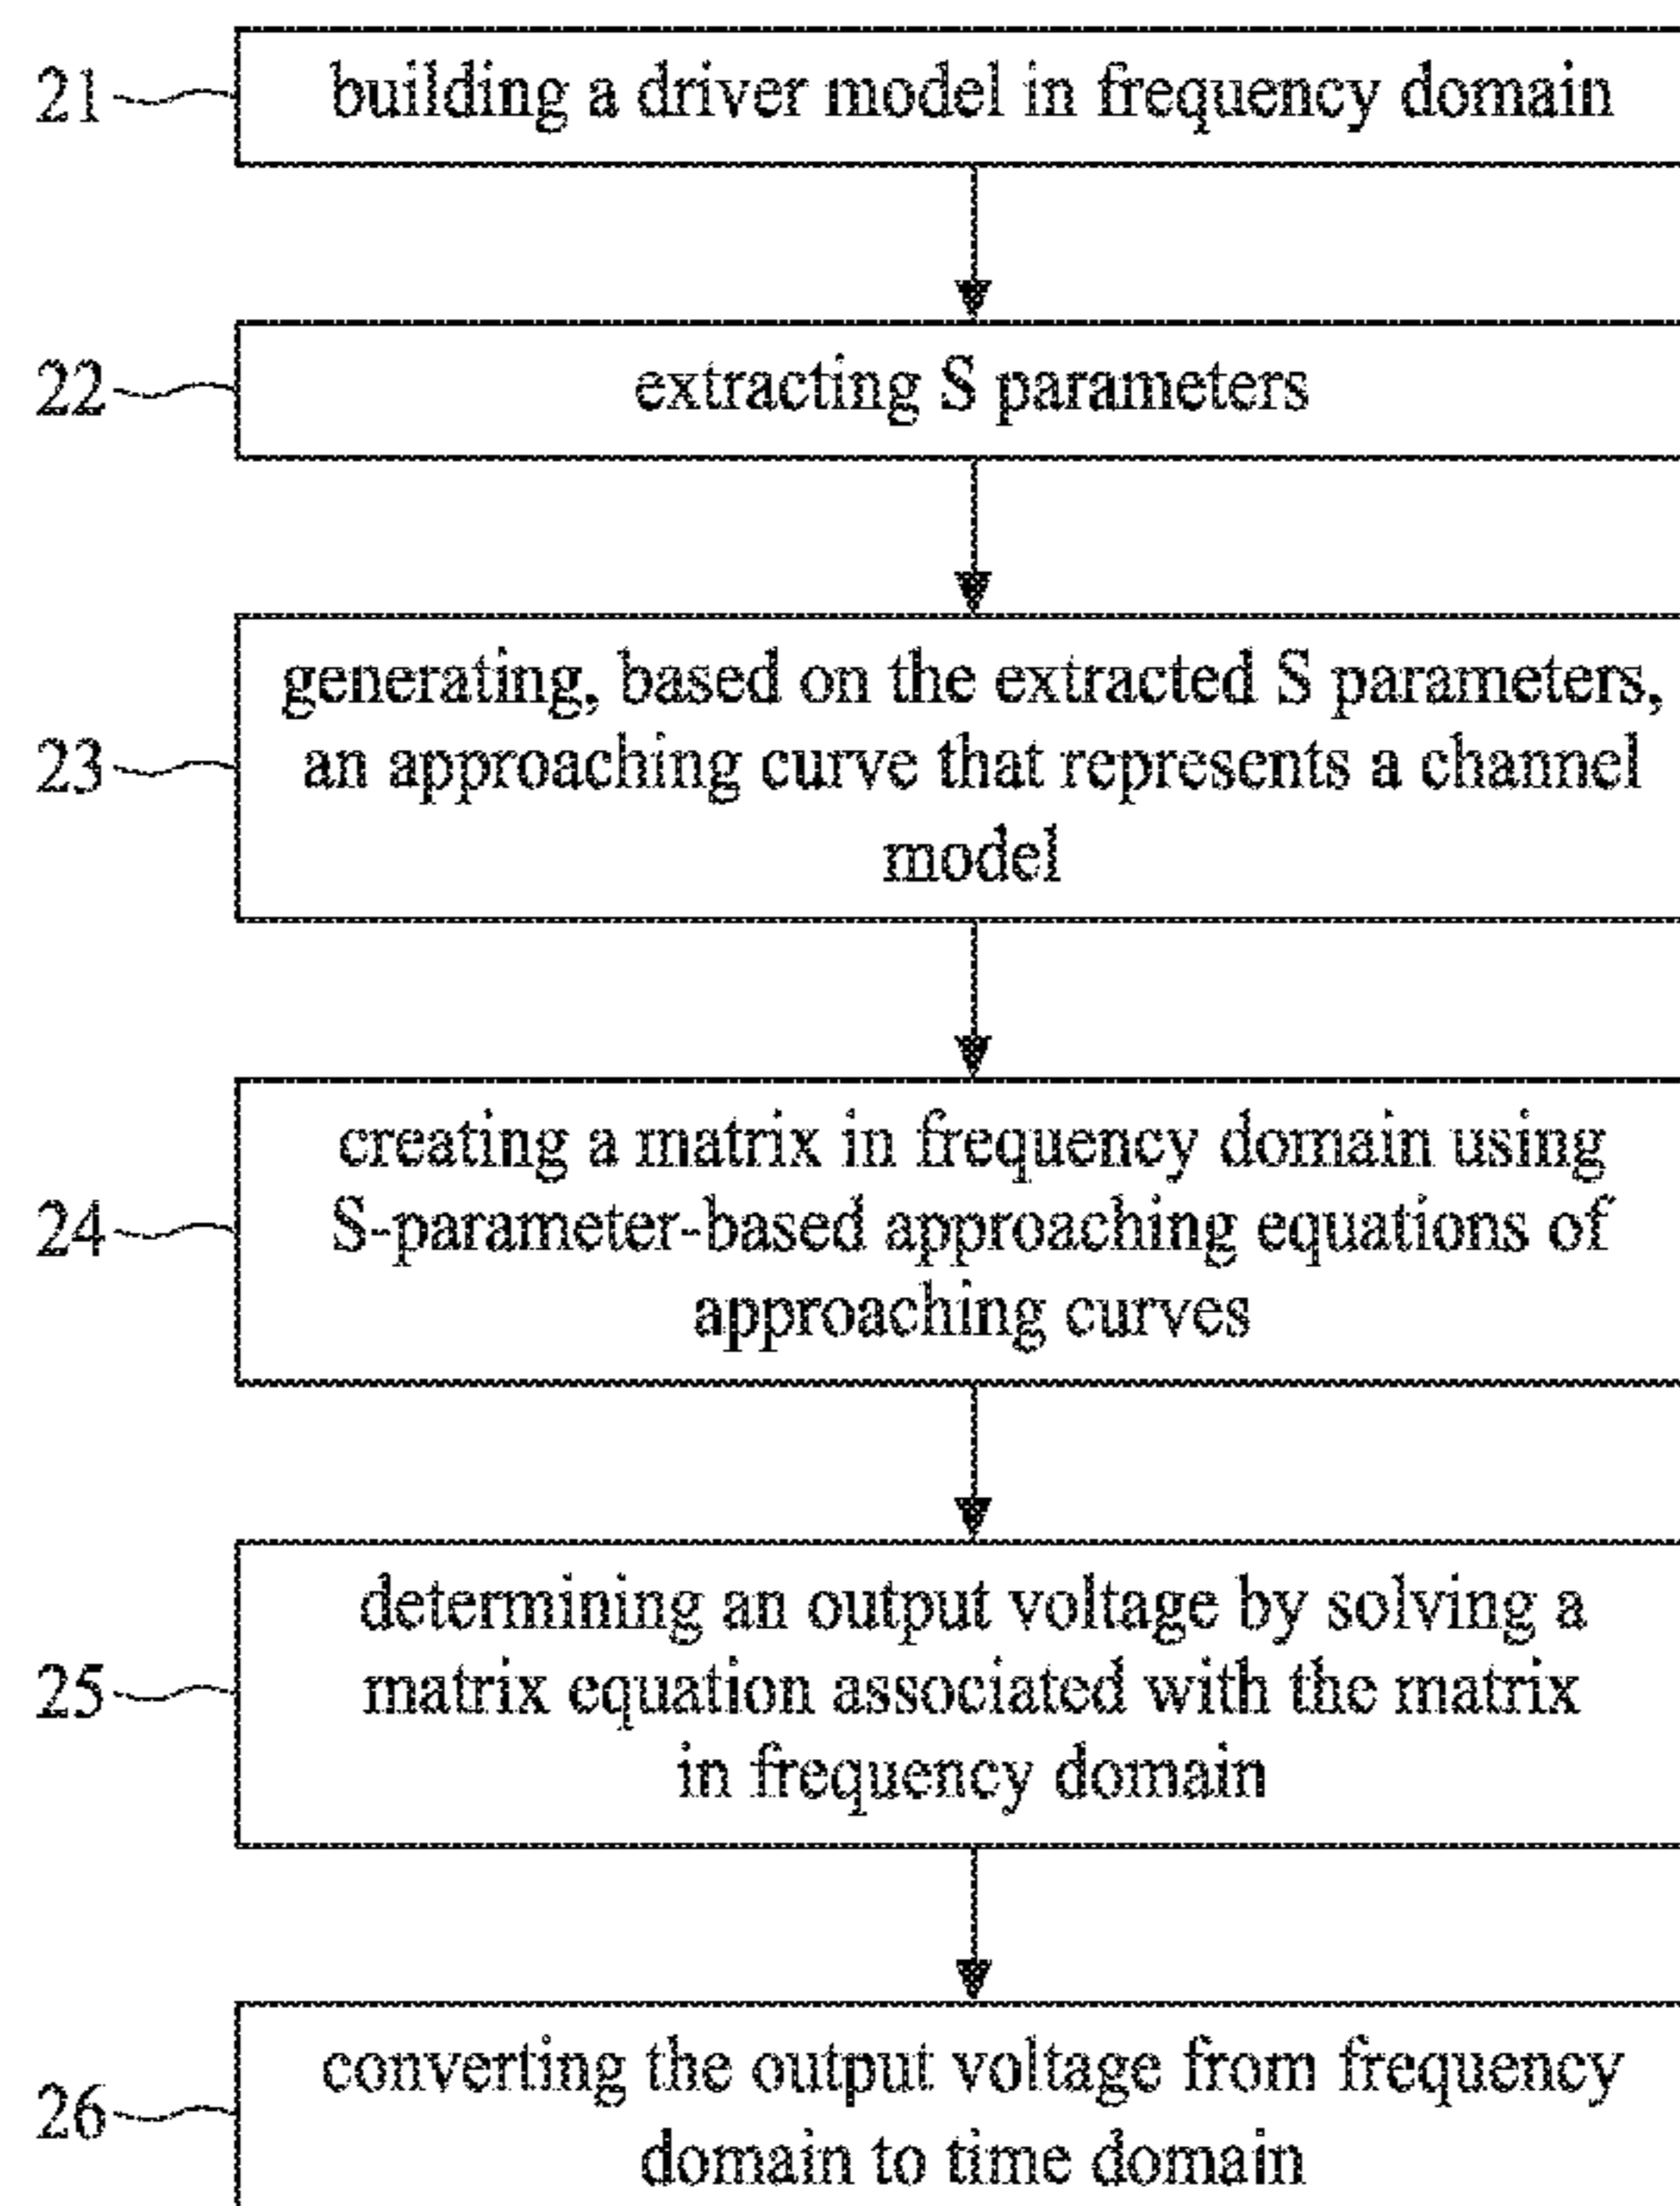 21
building a driver model in frequency domain
22
extracting S parameters
23
generating, based on the extracted S parameters,
an approaching curve that represents a channel
model
24
creating a matrix in frequency domain using
S-parameter-based approaching equations of
approaching curves
25
determining an output voltage by solving a
matrix equation associated with the matrix
in frequency domain
26
converting the output voltage from frequency
domain to time domain